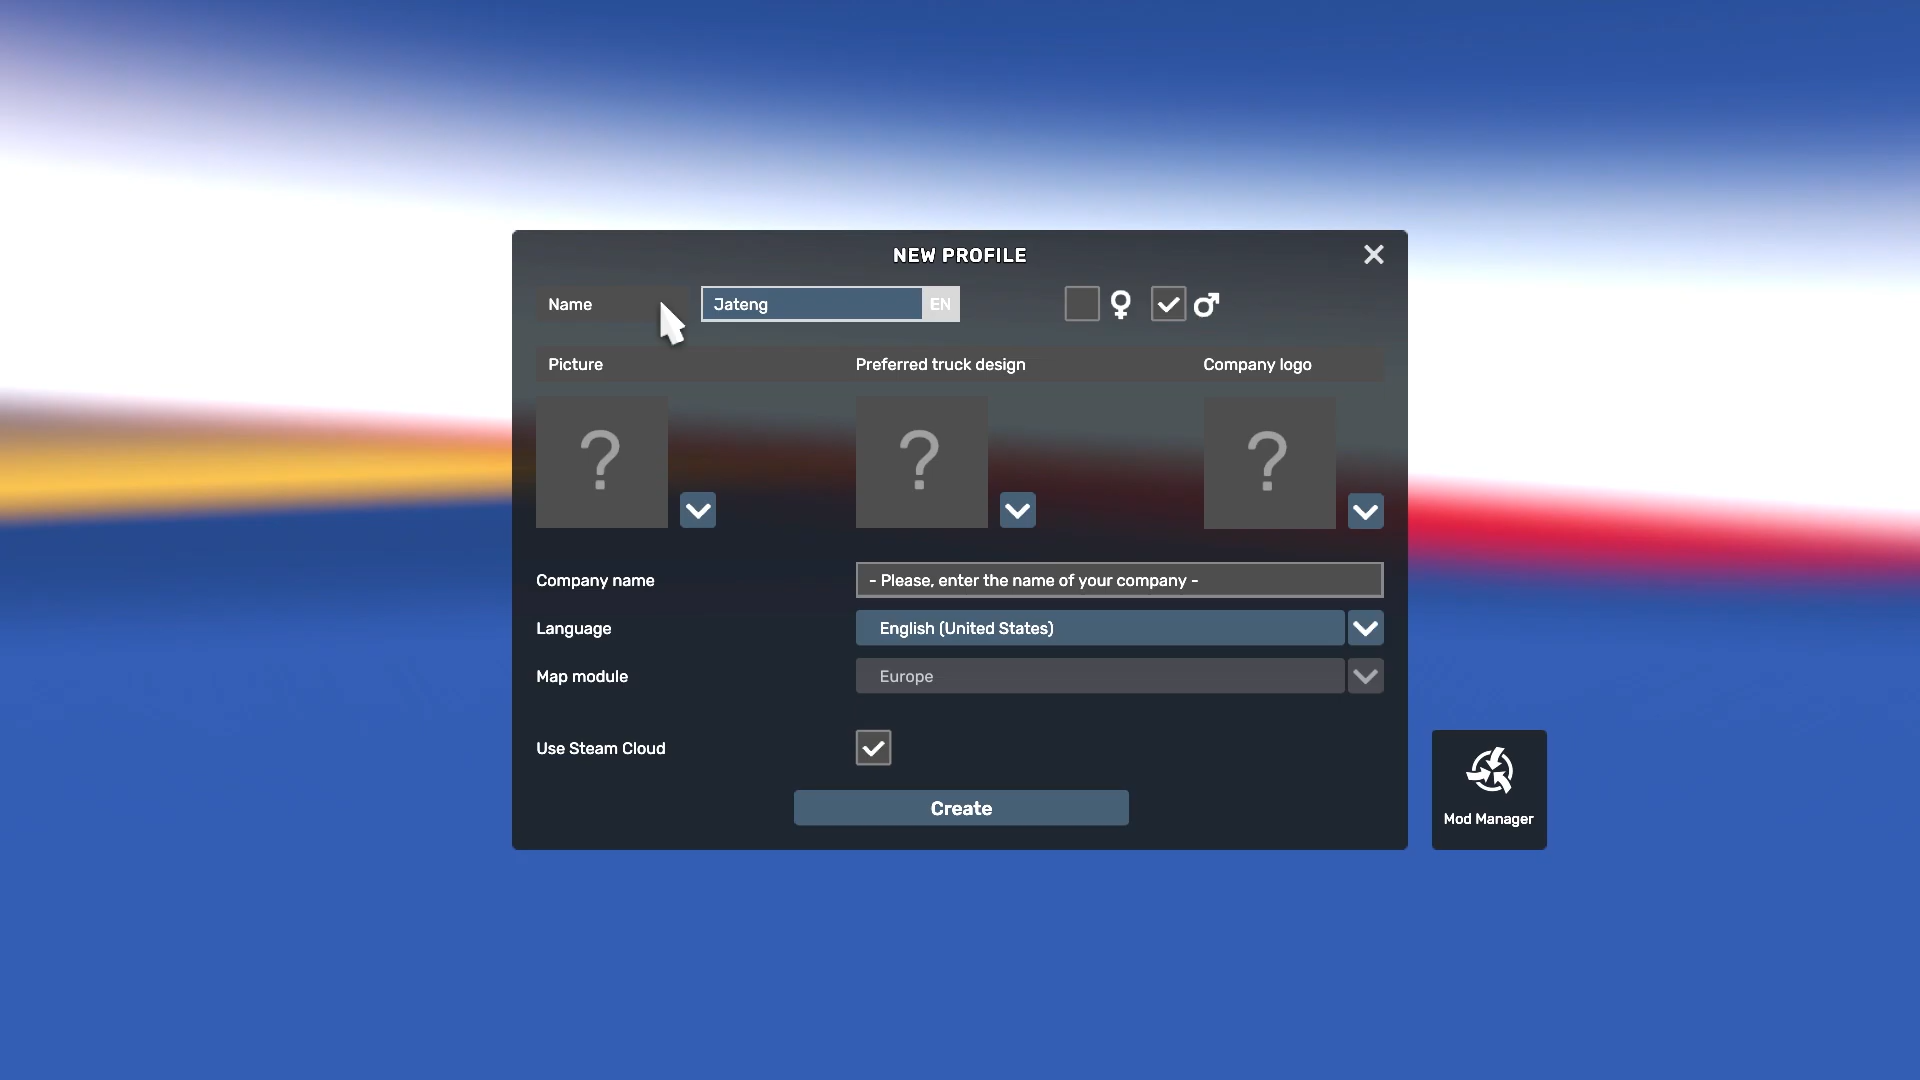 NEW PROFILE
Name
Jateng
EN
Picture
Preferred truck design
Company logo
?
?
?
Company name
- Please, enter the name of your company -
Language
English (United States)
Map module
Europe
Use Steam Cloud
Create
Mod Manager